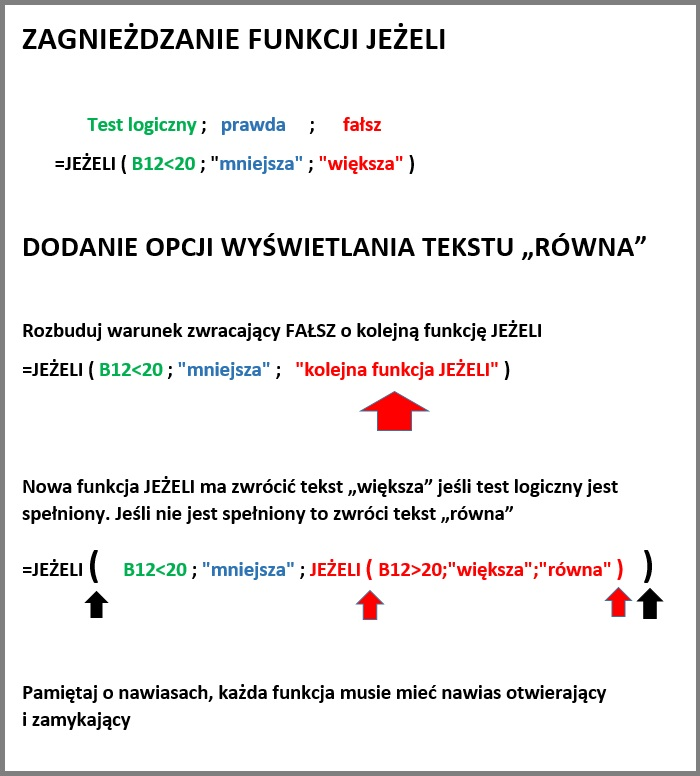 ZAGNIEŻDZANIE FUNKCJI JEŻELI
Test logiczny ; prawda ; fałsz
=JEŻELI ( B12<20 ; "mniejsza" ; "większa" )
DODANIE OPCJI WYŚWIETLANIA TEKSTU „RÓWNA”
Rozbuduj warunek zwracający FAŁSZ o kolejną funkcję JEŻELI
=JEŻELI ( B12<20 ; "mniejsza" ; "kolejna funkcja JEŻELI" )
Nowa funkcja JEŻELI ma zwrócić tekst „większa” jeśli test logiczny jest
spełniony. Jeśli nie jest spełniony to zwróci tekst „równa”
=JEŻELI ( B12<20 ; "mniejsza" ; JEŻELI ( B12>20;"większa";"równa" ) )
Pamiętaj o nawiasach, każda funkcja musie mieć nawias otwierający
i zamykający